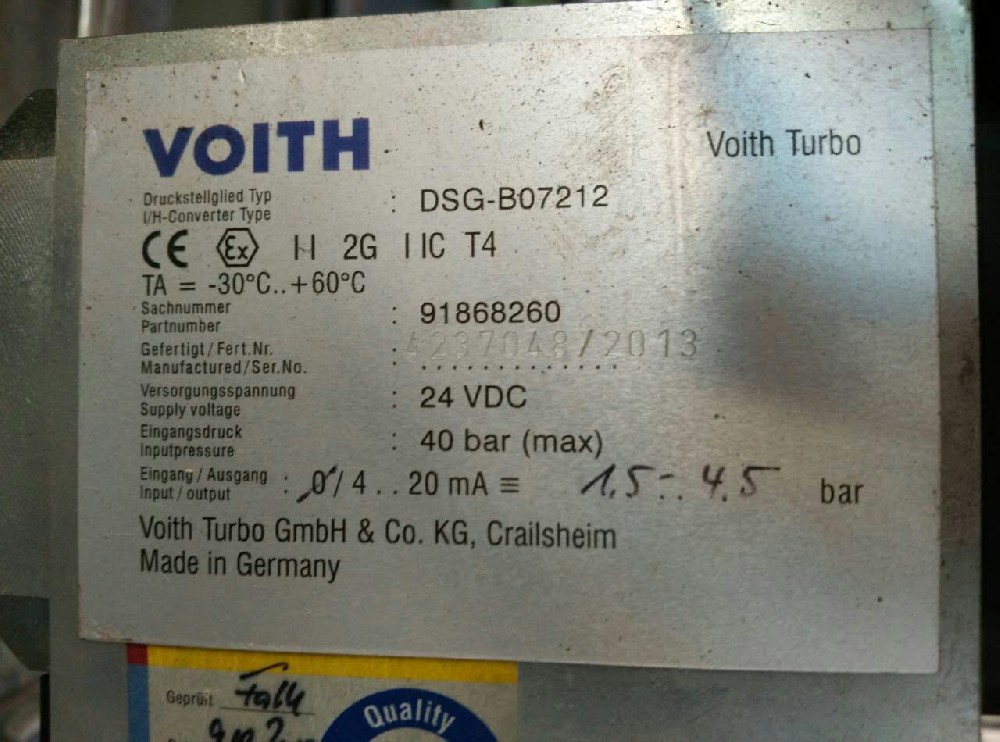 VOITH
Voith Turbo
Druckstellglied Typ
I/H-Converter Type : DSG-B07212
CE Ex II 2G IIC T4
TA = -30°C..+60°C
Sachnummer
Partnumber : 91868260
Gefertigt/Fert.Nr.
Manufactured/Ser.No. : 4237048/2013
Versorgungsspannung
Supply voltage : 24 VDC
Eingangsdruck
Inputpressure : 40 bar (max)
Eingang/Ausgang
Input/output : 0/4..20 mA ≡ 1.5-..4.5 bar
Voith Turbo GmbH & Co. KG, Crailsheim
Made in Germany
Geprüft
Quality